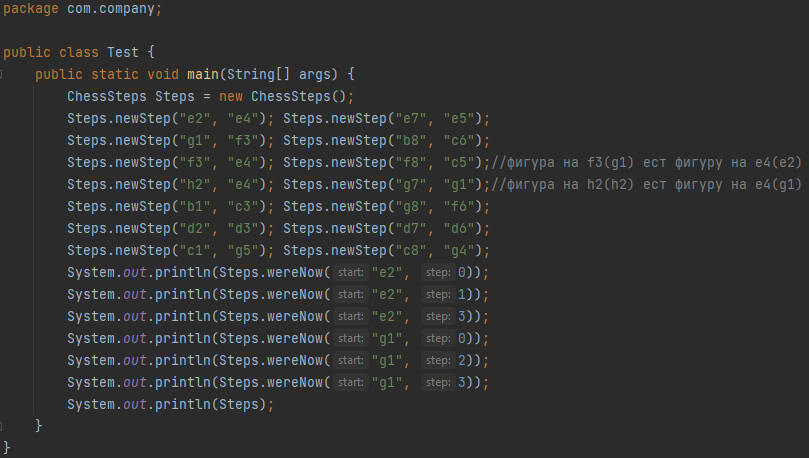 package com.company;
public class Test {
public static void main(String[] args) {
ChessSteps Steps = new ChessSteps();
Steps.newStep("e2", "e4"); Steps.newStep("e7", "e5");
Steps.newStep("g1", "f3"); Steps.newStep("b8", "c6");
Steps.newStep("f3", "e4"); Steps.newStep("f8", "c5");//фигура на f3(g1) ест фигуру на e4(e2)
Steps.newStep("h2", "e4"); Steps.newStep("g7", "g1");//фигура на h2(h2) ест фигуру на e4(g1)
Steps.newStep("b1", "c3"); Steps.newStep("g8", "f6");
Steps.newStep("d2", "d3"); Steps.newStep("d7", "d6");
Steps.newStep("c1", "g5"); Steps.newStep("c8", "g4");
System.out.println(Steps.wereNow( start: "e2", step: 0));
System.out.println(Steps.wereNow( start: "e2", step: 1));
System.out.println(Steps.wereNow( start: "e2", step: 3));
System.out.println(Steps.wereNow( start: "g1", step: 0));
System.out.println(Steps.wereNow( start: "g1", step: 2));
System.out.println(Steps.wereNow( start: "g1", step: 3));
System.out.println(Steps);
}
}